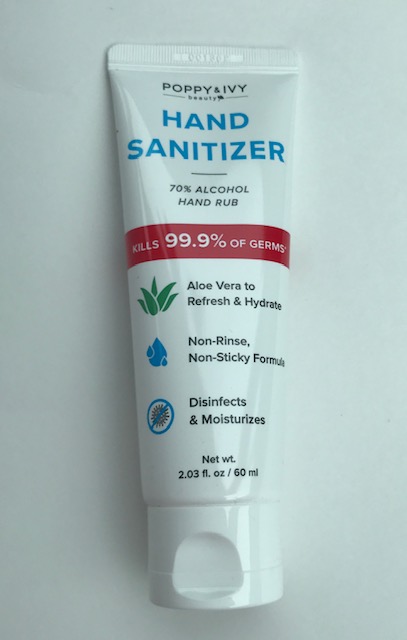 POPPY & IVY
beauty
HAND
SANITIZER
70% ALCOHOL
HAND RUB
KILLS 99.9% OF GERMS*
Aloe Vera to
Refresh & Hydrate
Non-Rinse,
Non-Sticky Formula
Disinfects
& Moisturizes
Net wt.
2.03 fl. oz / 60 ml